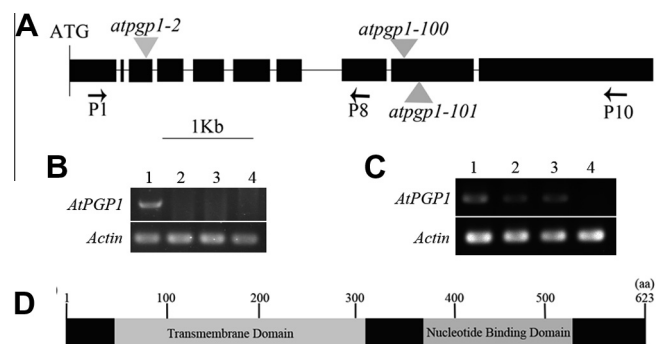 A
ATG
atpgp1-2
atpgp1-100
P1
P8
atpgp1-101
P10
1Kb
B
1 2 3 4
AtPGP1
Actin
C
1 2 3 4
AtPGP1
Actin
D
(aa)
1 100 200 300 400 500 623
Transmembrane Domain
Nucleotide Binding Domain